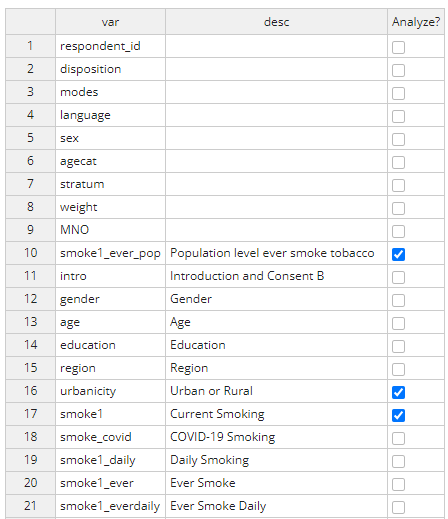 var desc Analyze?
1 respondent_id
2 disposition
3 modes
4 language
5 sex
6 agecat
7 stratum
8 weight
9 MNO
10 smoke1_ever_pop Population level ever smoke tobacco
11 intro Introduction and Consent B
12 gender Gender
13 age Age
14 education Education
15 region Region
16 urbanicity Urban or Rural
17 smoke1 Current Smoking
18 smoke_covid COVID-19 Smoking
19 smoke1_daily Daily Smoking
20 smoke1_ever Ever Smoke
21 smoke1_everdaily Ever Smoke Daily